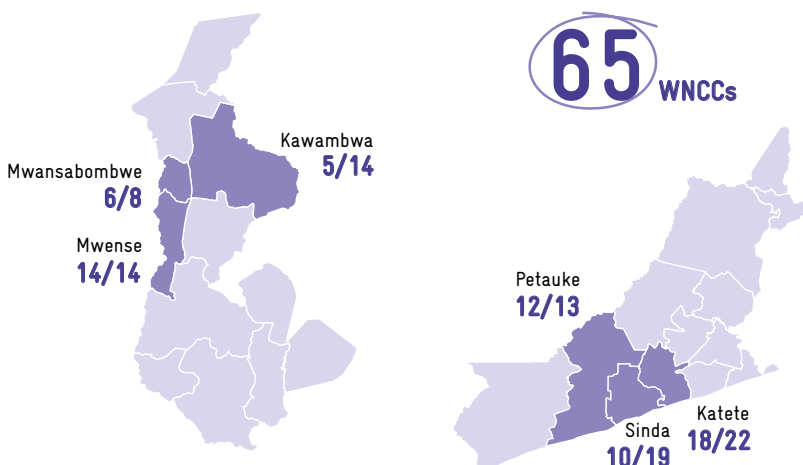 65 WNCCs
Kawambwa
5/14
Mwansabombwe
6/8
Mwense
14/14
Petauke
12/13
Katete
18/22
Sinda
10/19